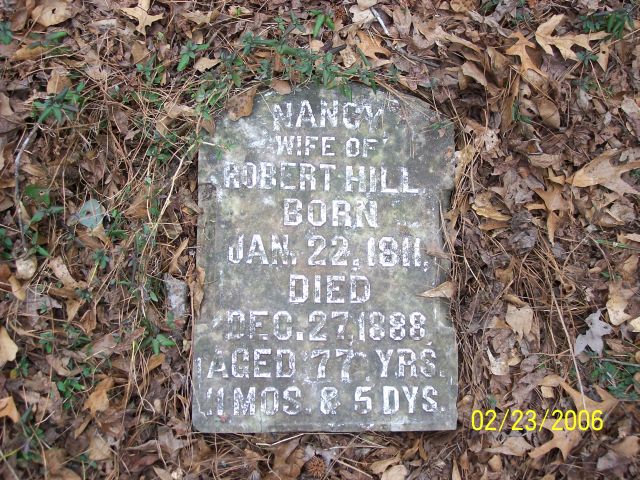 NANCY
WIFE OF
ROBERT HILL
BORN
JAN. 22, 1811,
DIED
DEC. 27, 1888
AGED 77 YRS.
11 MOS. & 5 DYS.
02/23/2006